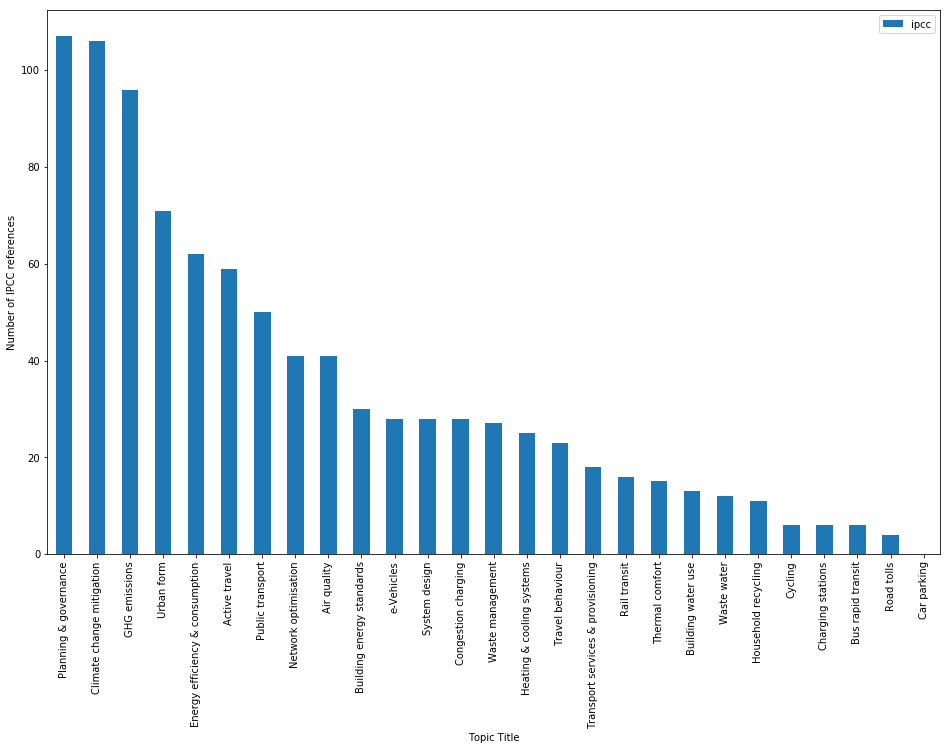 ipcc
Number of IPCC references
100
80
60
40
20
0
Planning & governance
Climate change mitigation
GHG emissions
Urban form
Energy efficiency & consumption
Active travel
Public transport
Network optimisation
Air quality
Building energy standards
e-Vehicles
System design
Congestion charging
Waste management
Heating & cooling systems
Travel behaviour
Transport services & provisioning
Rail transit
Thermal comfort
Building water use
Waste water
Household recycling
Cycling
Charging stations
Bus rapid transit
Road tolls
Car parking
Topic Title